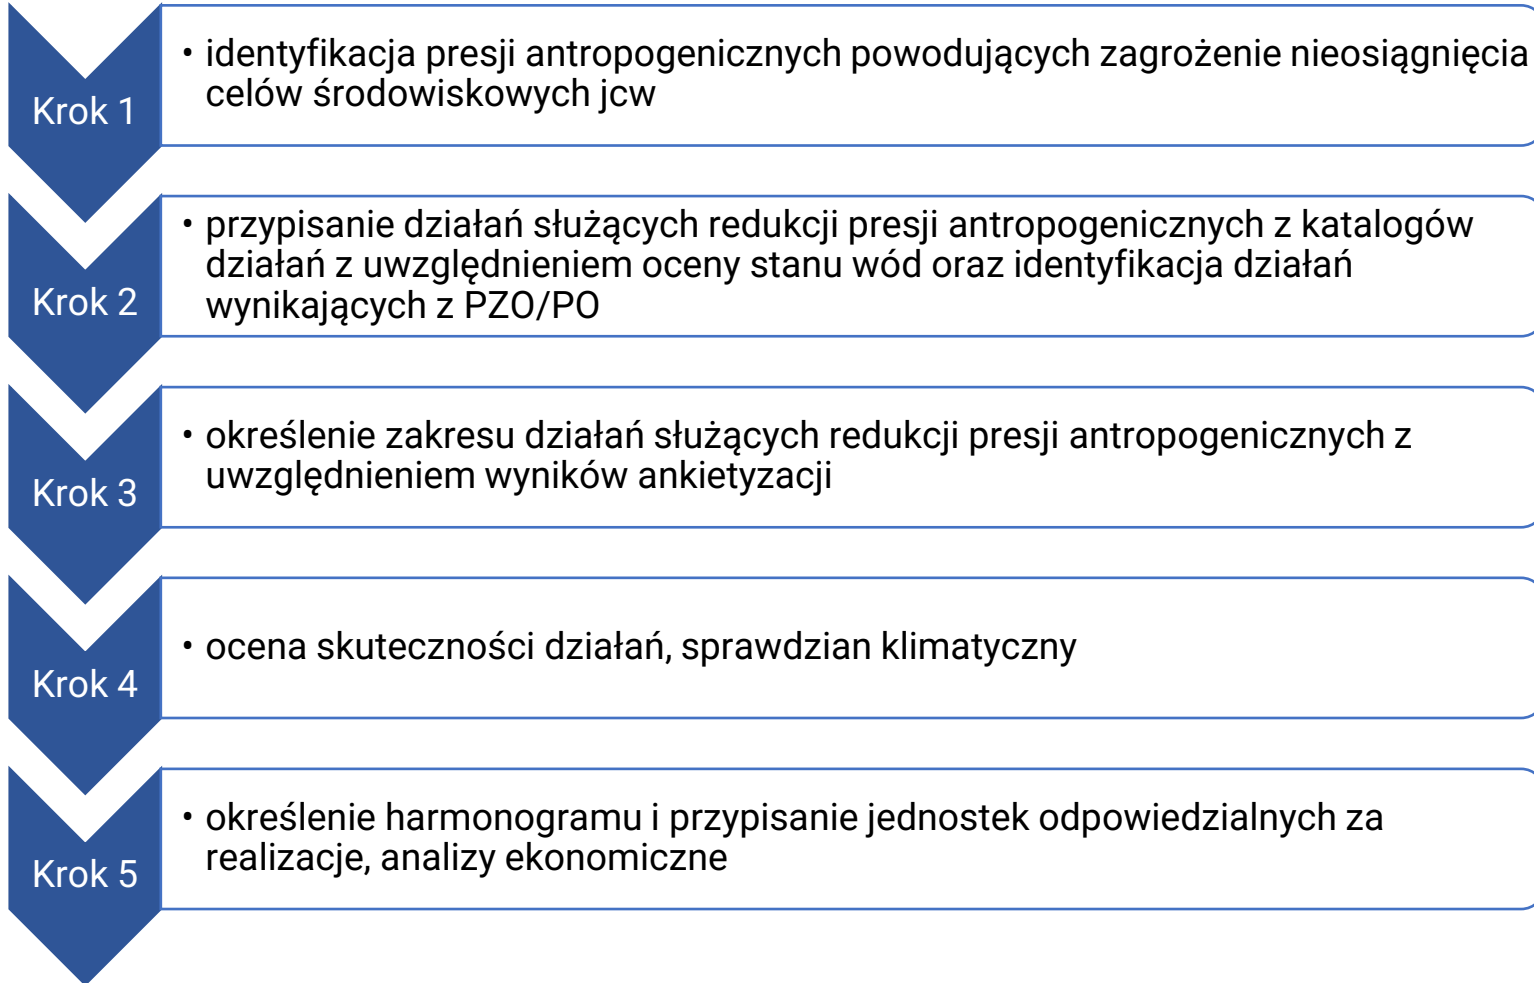 Krok 1
• identyfikacja presji antropogenicznych powodujących zagrożenie nieosiągnięcia
celów środowiskowych jcw
Krok 2
• przypisanie działań służących redukcji presji antropogenicznych z katalogów
działań z uwzględnieniem oceny stanu wód oraz identyfikacja działań
wynikających z PZO/PO
Krok 3
• określenie zakresu działań służących redukcji presji antropogenicznych z
uwzględnieniem wyników ankietyzacji
Krok 4
• ocena skuteczności działań, sprawdzian klimatyczny
Krok 5
• określenie harmonogramu i przypisanie jednostek odpowiedzialnych za
realizacje, analizy ekonomiczne